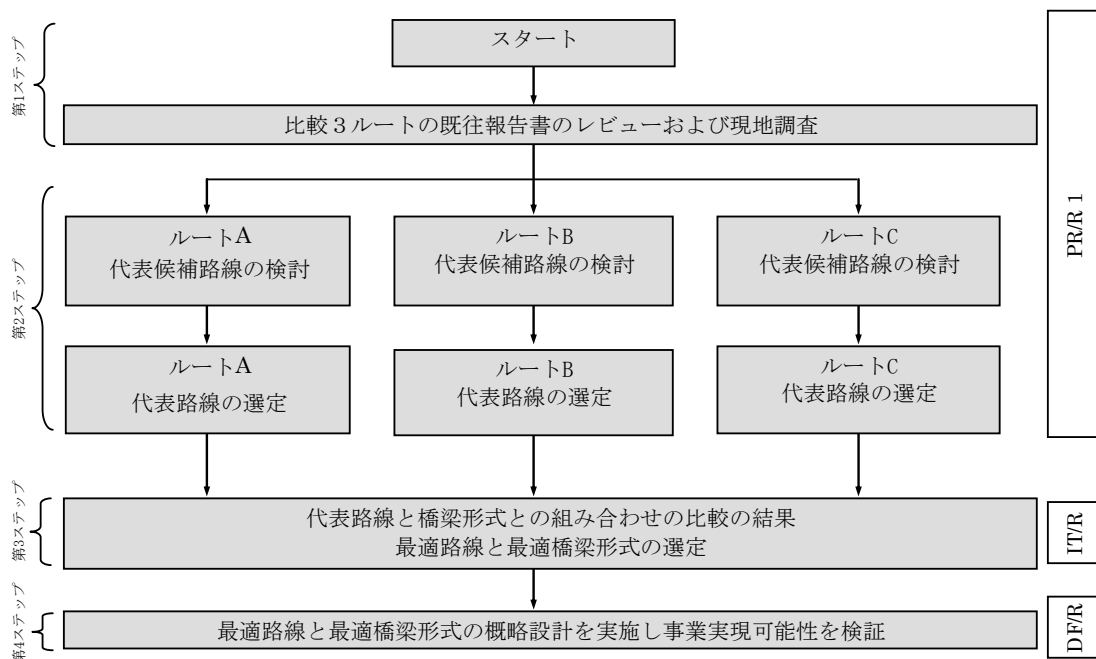 第1ステップ
スタート
比較３ルートの既往報告書のレビューおよび現地調査
PR/R 1
第2ステップ
ルートA
代表候補路線の検討
ルートB
代表候補路線の検討
ルートC
代表候補路線の検討
ルートA
代表路線の選定
ルートB
代表路線の選定
ルートC
代表路線の選定
第3ステップ
代表路線と橋梁形式との組み合わせの比較の結果
最適路線と最適橋梁形式の選定
IT/R
第4ステップ
最適路線と最適橋梁形式の概略設計を実施し事業実現可能性を検証
DF/R